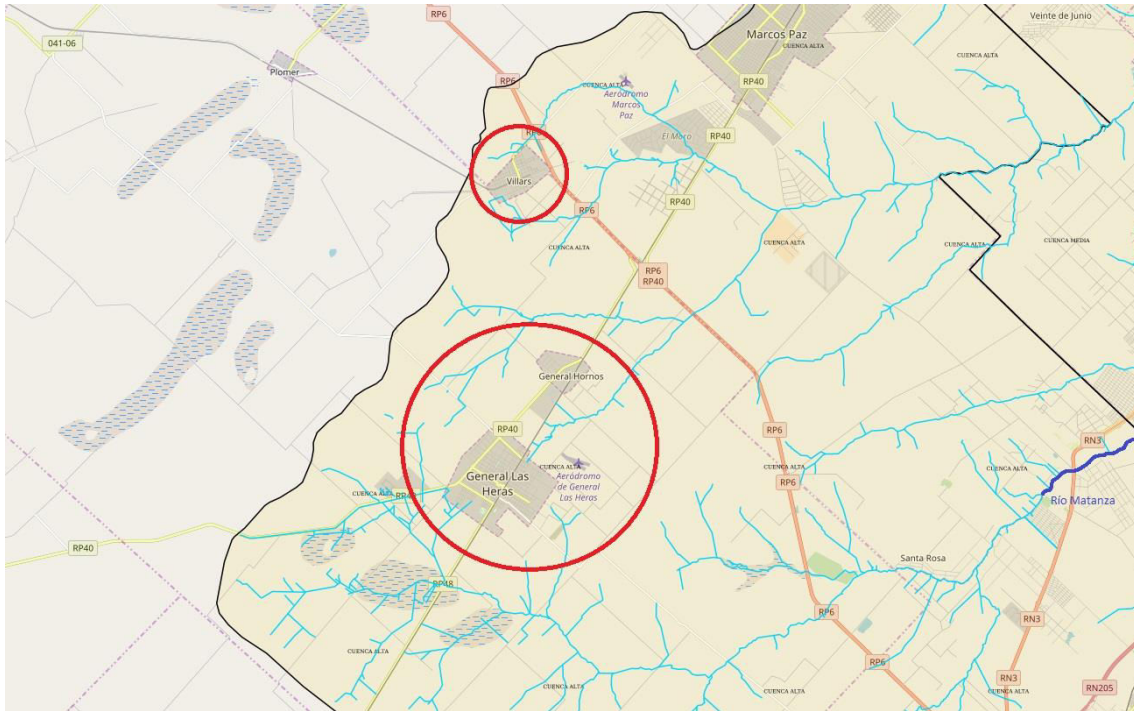 RP6
Veinte de Junio
041-06
Marcos Paz
CUENCA ALTA
CUENCA ALTA
Plomer
RP6
RP40
CUENCA ALTA
Aeródromo
Marcos
Paz
El Moro
RP40
Villars
RP40
RP6
CUENCA ALTA
CUENCA ALTA
CUENCA ALTA
CUENCA MEDIA
RP6
RP40
General Hornos
RP40
RP6
RN3
CUENCA ALTA
Aeródromo
de General
Las Heras
General Las
Heras
CUENCA ALTA
CUENCA ALTA
RP6
CUENCA ALTA
Río Matanza
RP40
Santa Rosa
RP48
RP6
RN3
CUENCA ALTA
CUENCA ALTA
RP6
RN3
CUENCA ALTA
CUENCA ALTA
CUENCA ALTA
RN205